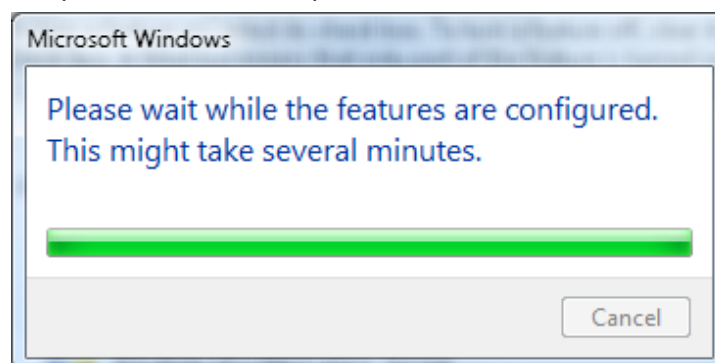 Microsoft Windows
Please wait while the features are configured.
This might take several minutes.
Cancel